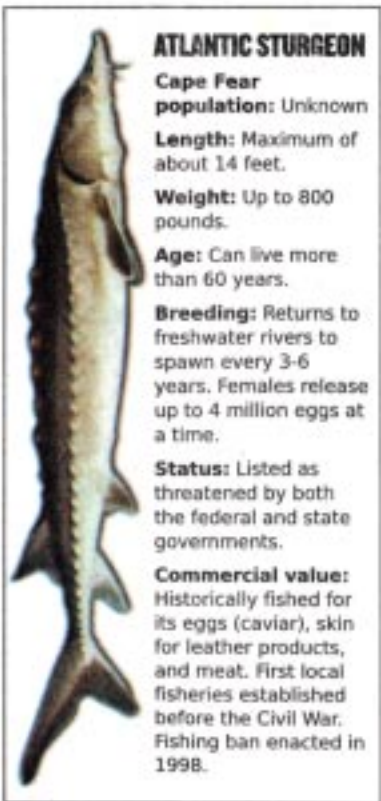 ATLANTIC STURGEON
Cape Fear
population: Unknown
Length: Maximum of
about 14 feet.
Weight: Up to 800
pounds.
Age: Can live more
than 60 years.
Breeding: Returns to
freshwater rivers to
spawn every 3-6
years. Females release
up to 4 million eggs at
a time.
Status: Listed as
threatened by both
the federal and state
governments.
Commercial value:
Historically fished for
its eggs (caviar), skin
for leather products,
and meat. First local
fisheries established
before the Civil War.
Fishing ban enacted in
1998.